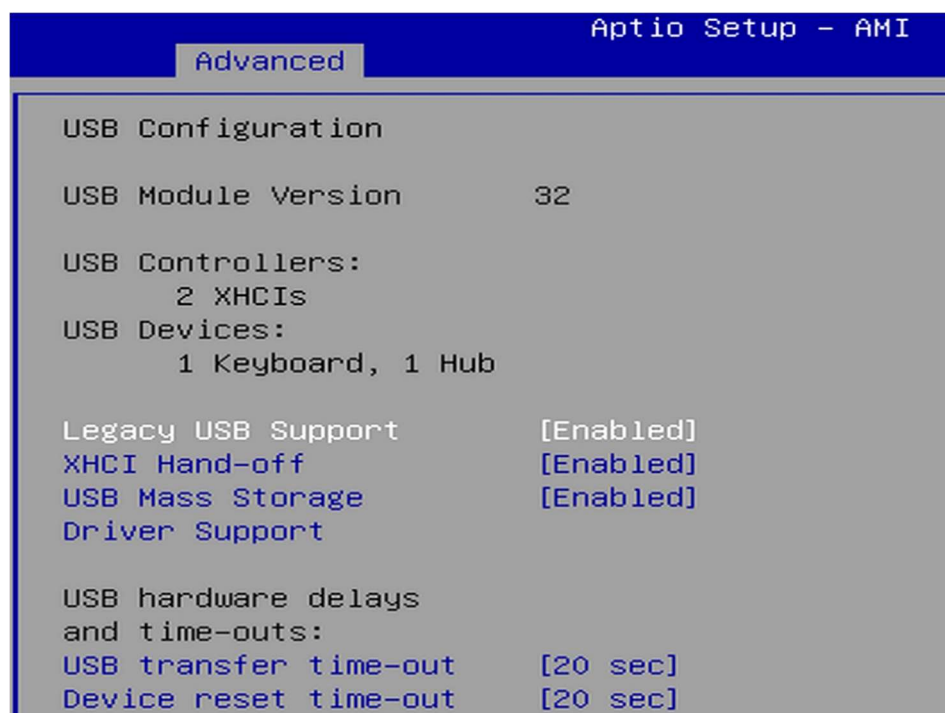 Aptio Setup – AMI
Advanced
USB Configuration
USB Module Version 32
USB Controllers:
2 XHCIs
USB Devices:
1 Keyboard, 1 Hub
Legacy USB Support [Enabled]
XHCI Hand-off [Enabled]
USB Mass Storage [Enabled]
Driver Support
USB hardware delays
and time-outs:
USB transfer time-out [20 sec]
Device reset time-out [20 sec]